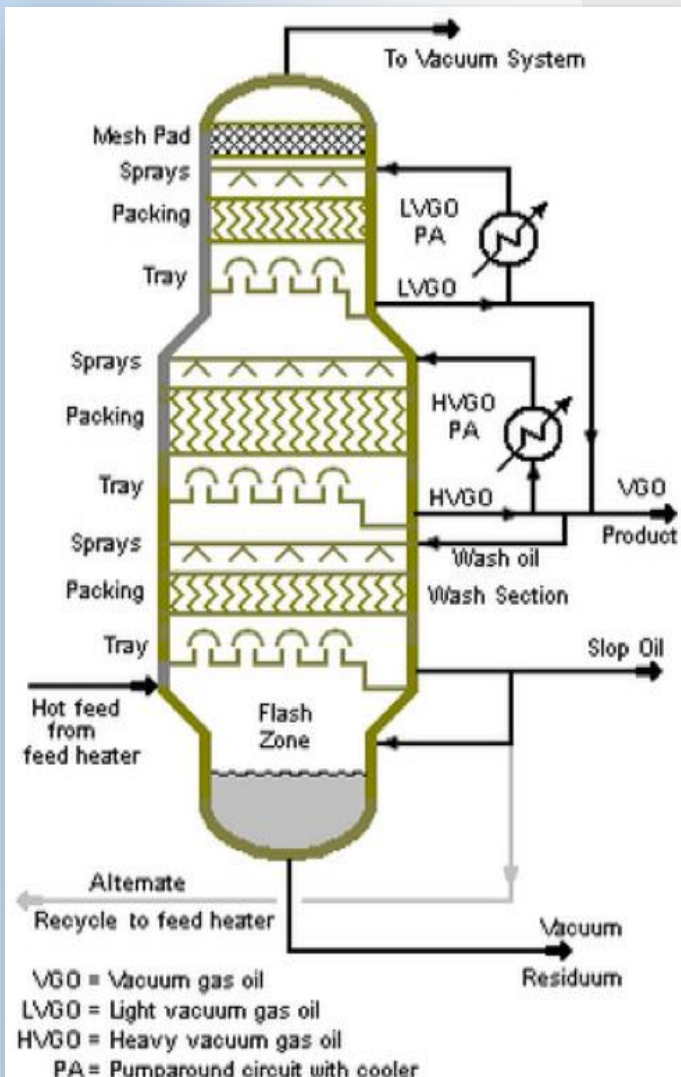 To Vacuum System
Mesh Pad
Sprays
Packing
LVGO
PA
Tray
LVGO
Sprays
Packing
HVGO
PA
Tray
HVGO
VGO
Product
Sprays
Wash oil
Packing
Wash Section
Tray
Slop Oil
Hot feed
from
feed heater
Flash
Zone
Alternate
Recycle to feed heater
Vacuum
Residuum
VGO = Vacuum gas oil
LVGO = Light vacuum gas oil
HVGO = Heavy vacuum gas oil
PA = Pumparound circuit with cooler